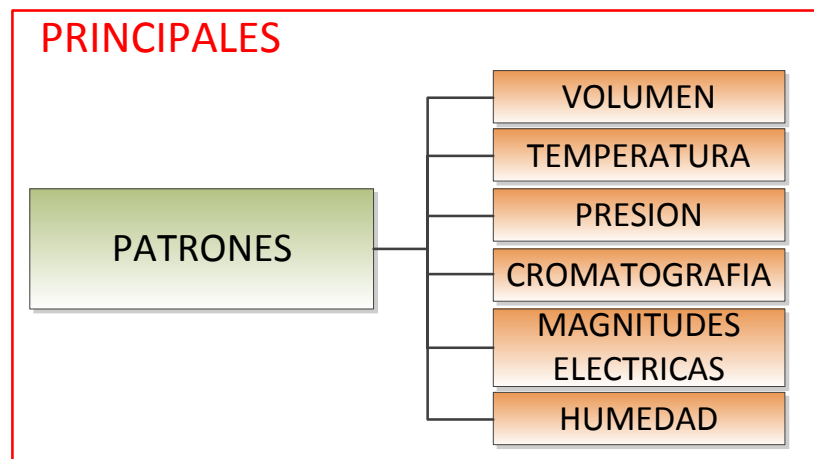 PRINCIPALES
PATRONES
VOLUMEN
TEMPERATURA
PRESION
CROMATOGRAFIA
MAGNITUDES
ELECTRICAS
HUMEDAD